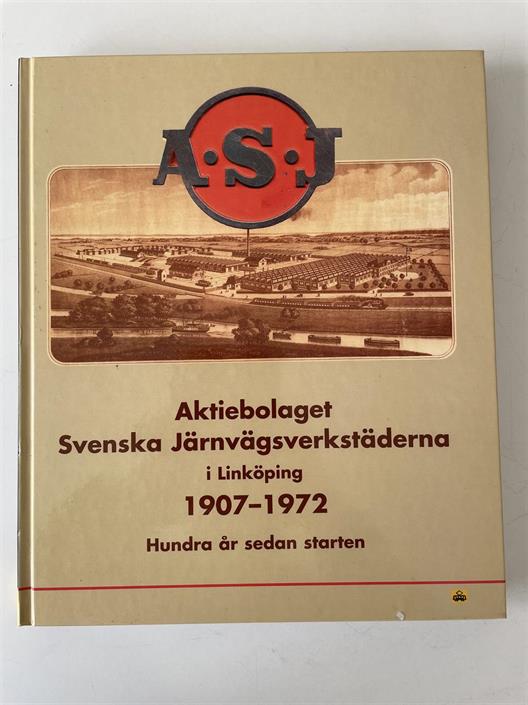 A·S·J
Aktiebolaget
Svenska Järnvägsverkstäderna
i Linköping
1907–1972
Hundra år sedan starten